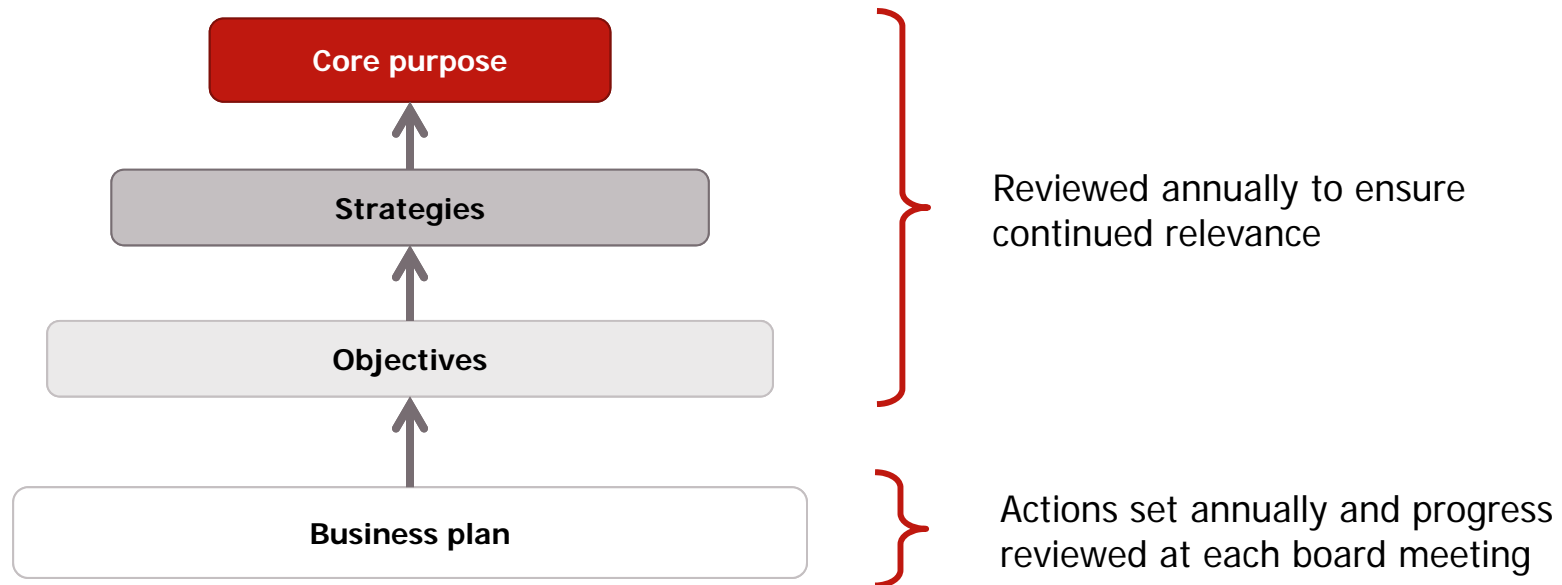 Core purpose
Strategies
Reviewed annually to ensure
continued relevance
Objectives
Business plan
Actions set annually and progress
reviewed at each board meeting